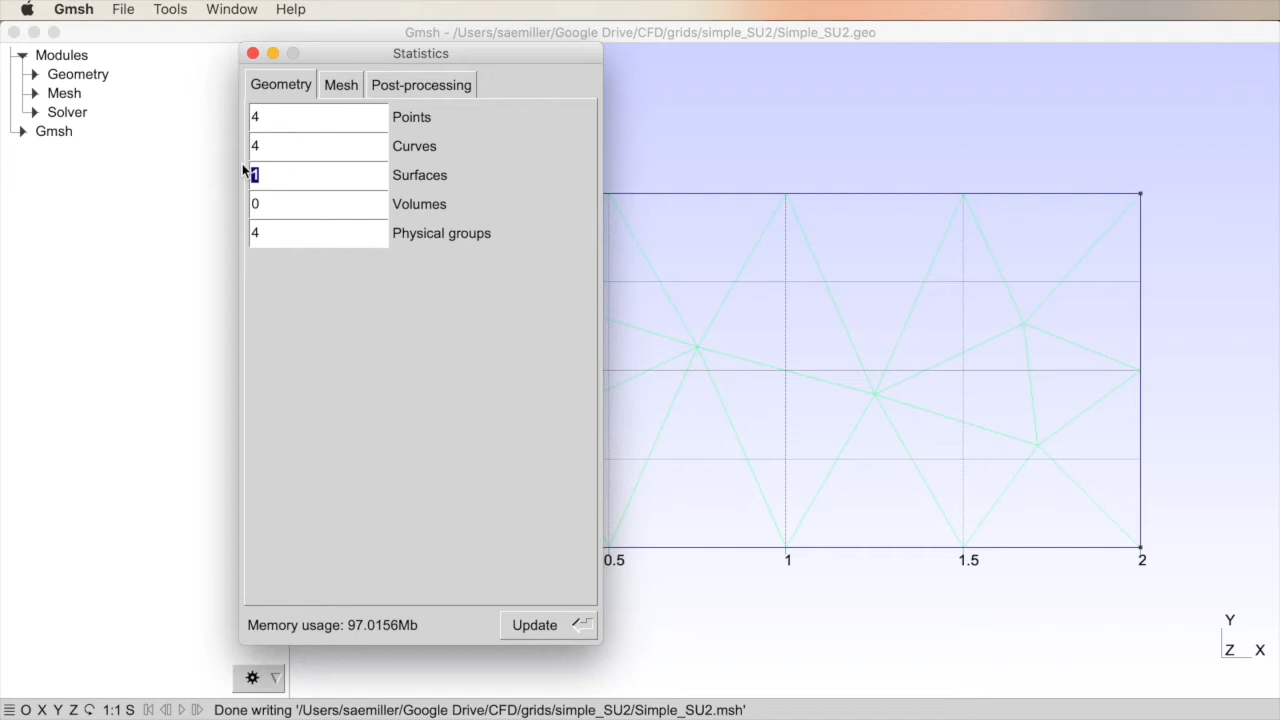 Gmsh File Tools Window Help
Gmsh - /Users/saemiller/Google Drive/CFD/grids/simple_SU2/Simple_SU2.geo
Modules
Geometry
Mesh
Solver
Gmsh
Statistics
Geometry Mesh Post-processing
4 Points
4 Curves
1 Surfaces
0 Volumes
4 Physical groups
Memory usage: 97.0156Mb Update
0.5 1 1.5 2
Y
Z X
O X Y Z 1:1 S Done writing '/Users/saemiller/Google Drive/CFD/grids/simple_SU2/Simple_SU2.msh'